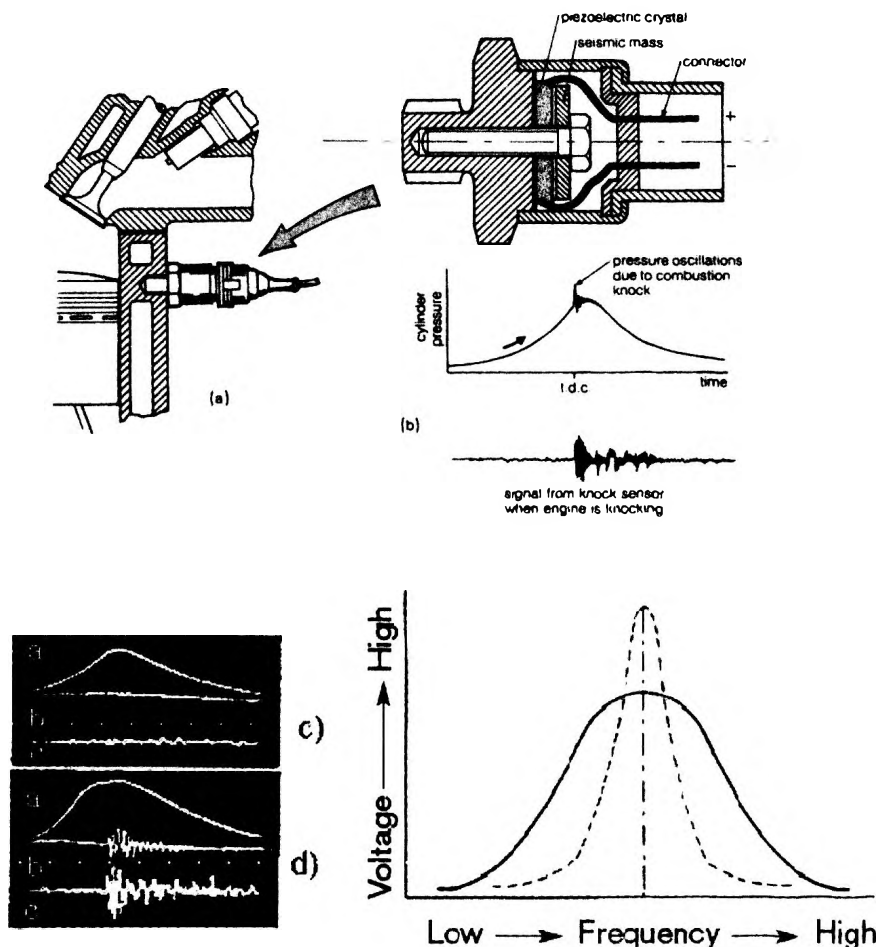 piezoelectric crystal
seismic mass
connector
+
−
pressure oscillations
due to combustion
knock
cylinder
pressure
t.d.c
time
(a)
(b)
signal from knock sensor
when engine is knocking
a
b
c)
a
b
c
d)
Voltage → High
Low → Frequency → High